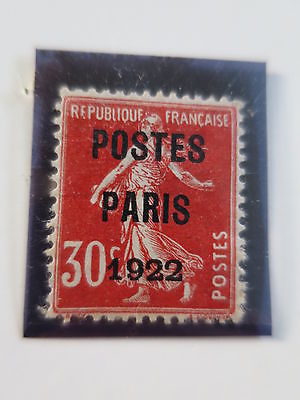 REPUBLIQUE FRANÇAISE
POSTES
PARIS
30c
1922
POSTES